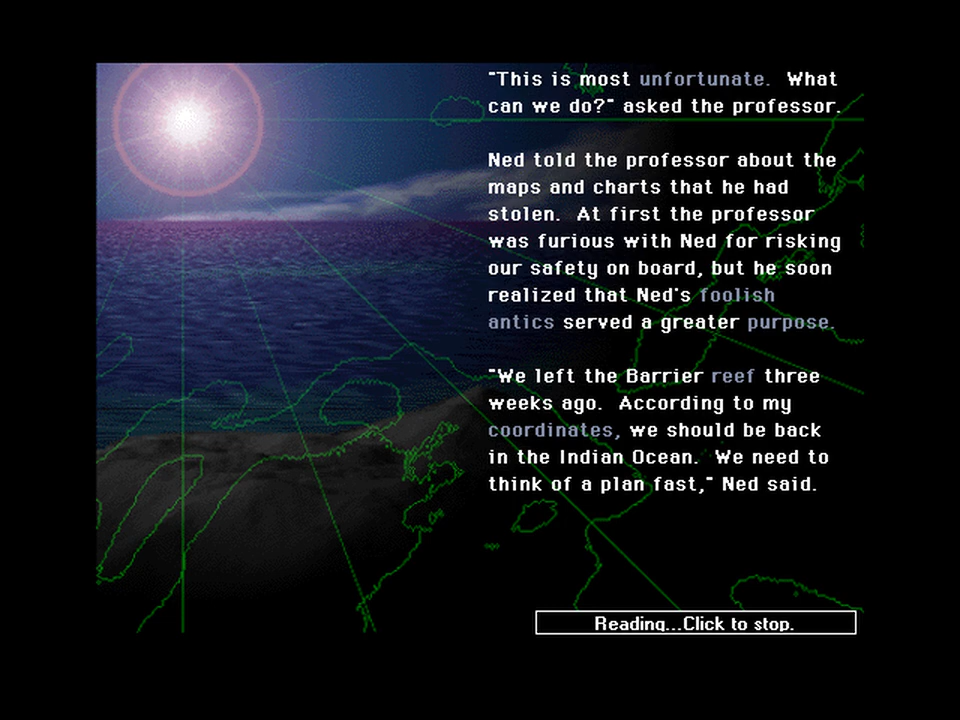 "This is most unfortunate. What
can we do?" asked the professor.
Ned told the professor about the
maps and charts that he had
stolen. At first the professor
was furious with Ned for risking
our safety on board, but he soon
realized that Ned's foolish
antics served a greater purpose.
"We left the Barrier reef three
weeks ago. According to my
coordinates, we should be back
in the Indian Ocean. We need to
think of a plan fast," Ned said.
Reading...Click to stop.